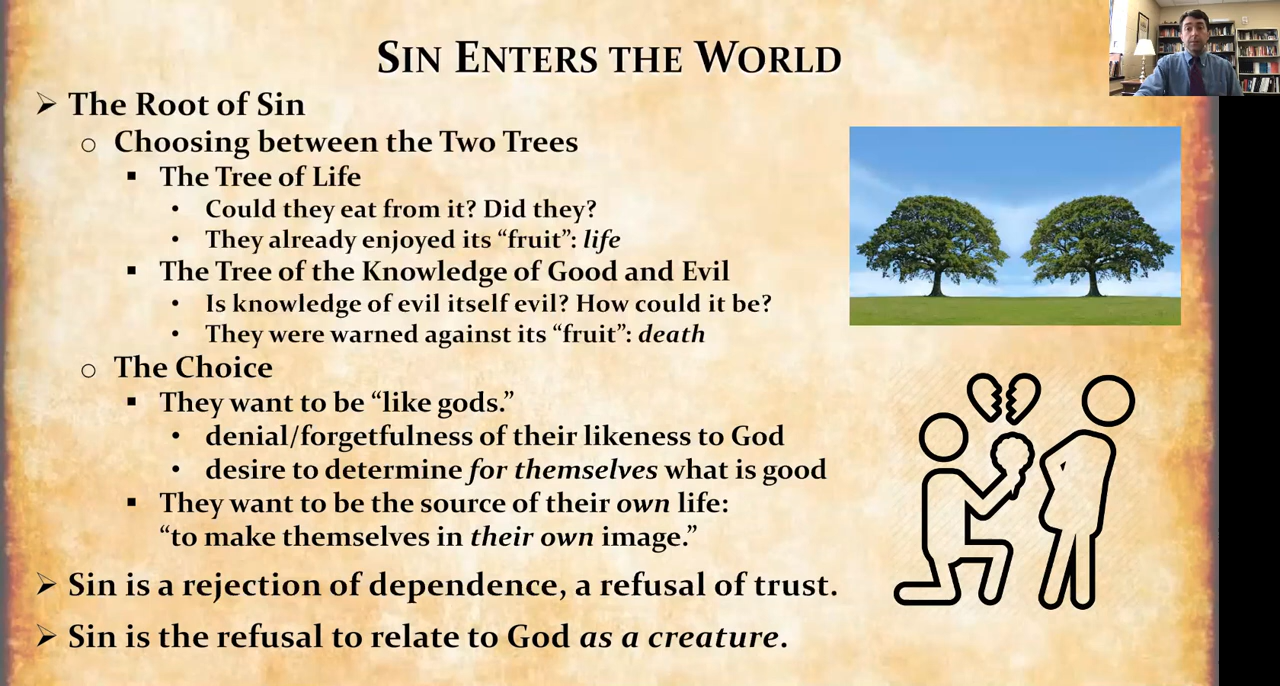 SIN ENTERS THE WORLD
➢ The Root of Sin
o Choosing between the Two Trees
▪ The Tree of Life
• Could they eat from it? Did they?
• They already enjoyed its “fruit”: life
▪ The Tree of the Knowledge of Good and Evil
• Is knowledge of evil itself evil? How could it be?
• They were warned against its “fruit”: death
o The Choice
▪ They want to be “like gods.”
• denial/forgetfulness of their likeness to God
• desire to determine for themselves what is good
▪ They want to be the source of their own life:
“to make themselves in their own image.”
➢ Sin is a rejection of dependence, a refusal of trust.
➢ Sin is the refusal to relate to God as a creature.